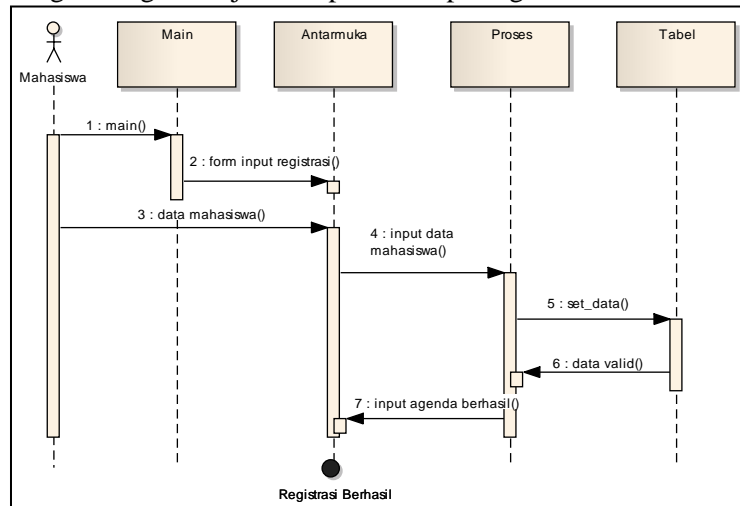 Mahasiswa
Main
Antarmuka
Proses
Tabel
1 : main()
2 : form input registrasi()
3 : data mahasiswa()
4 : input data
mahasiswa()
5 : set_data()
6 : data valid()
7 : input agenda berhasil()
Registrasi Berhasil